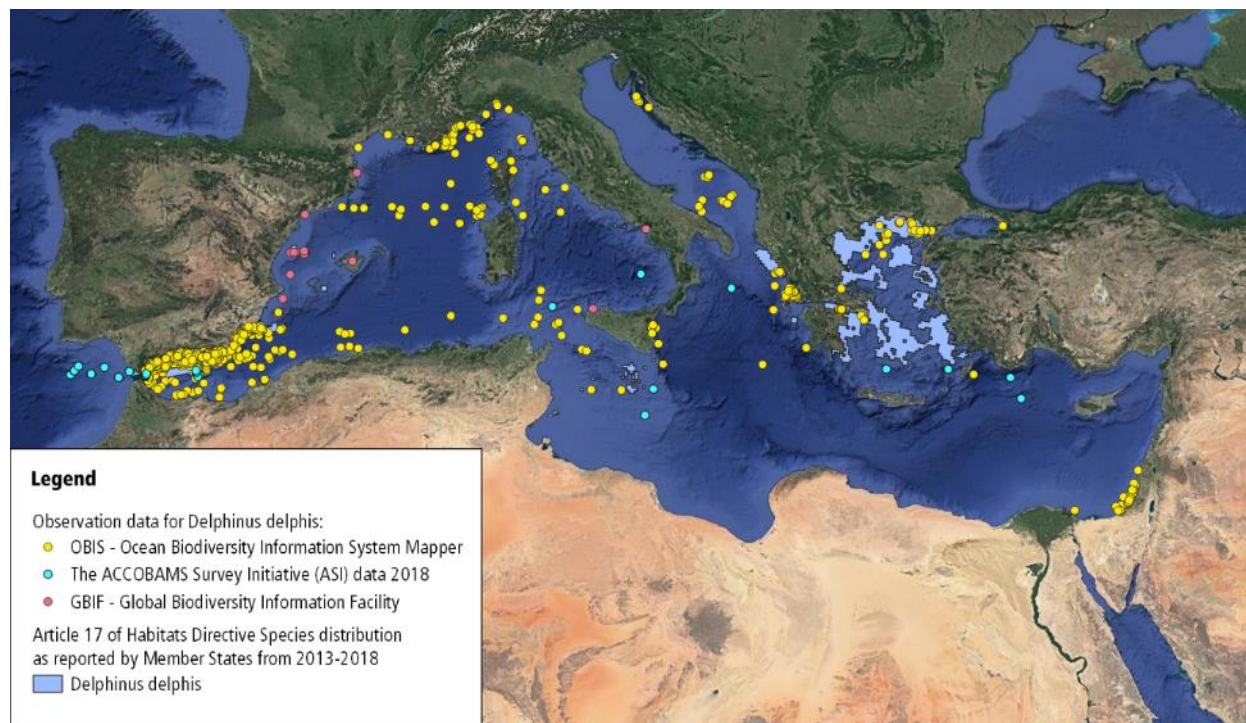 Legend
Observation data for Delphinus delphis:
OBIS - Ocean Biodiversity Information System Mapper
The ACCOBAMS Survey Initiative (ASI) data 2018
GBIF - Global Biodiversity Information Facility
Article 17 of Habitats Directive Species distribution
as reported by Member States from 2013-2018
Delphinus delphis